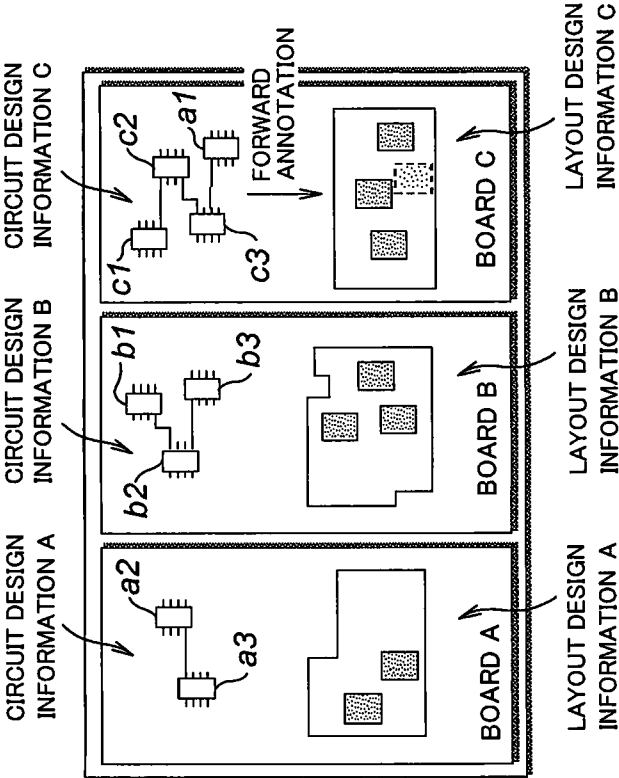 CIRCUIT DESIGN
INFORMATION A
CIRCUIT DESIGN
INFORMATION B
CIRCUIT DESIGN
INFORMATION C
a2
a3
b1
b2
b3
c1
c2
a1
c3
FORWARD
ANNOTATION
BOARD A
BOARD B
BOARD C
LAYOUT DESIGN
INFORMATION A
LAYOUT DESIGN
INFORMATION B
LAYOUT DESIGN
INFORMATION C